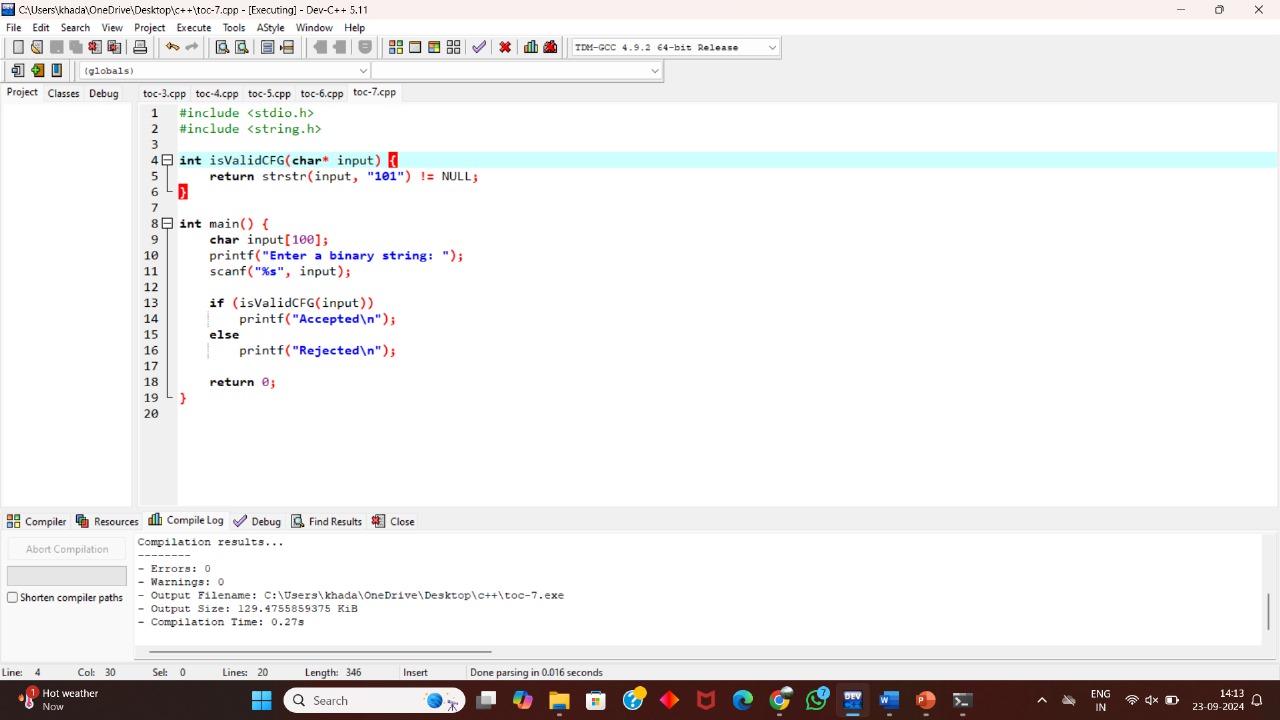 C:\Users\khada\OneDrive\Desktop\c++\toc-7.cpp - [Executing] - Dev-C++ 5.11
File Edit Search View Project Execute Tools AStyle Window Help
TDM-GCC 4.9.2 64-bit Release
(globals)
Project Classes Debug toc-3.cpp toc-4.cpp toc-5.cpp toc-6.cpp toc-7.cpp
1 #include <stdio.h>
2 #include <string.h>
3
4 int isValidCFG(char* input) {
5 return strstr(input, "101") != NULL;
6 }
7
8 int main() {
9 char input[100];
10 printf("Enter a binary string: ");
11 scanf("%s", input);
12
13 if (isValidCFG(input))
14 printf("Accepted\n");
15 else
16 printf("Rejected\n");
17
18 return 0;
19 }
20
Compiler Resources Compile Log Debug Find Results Close
Abort Compilation
Shorten compiler paths
Compilation results...
--------
- Errors: 0
- Warnings: 0
- Output Filename: C:\Users\khada\OneDrive\Desktop\c++\toc-7.exe
- Output Size: 129.4755859375 KiB
- Compilation Time: 0.27s
Line: 4 Col: 30 Sel: 0 Lines: 20 Length: 346 Insert Done parsing in 0.016 seconds
1 Hot weather
Now
Search
DEV
7
ENG
IN
14:13
23-09-2024